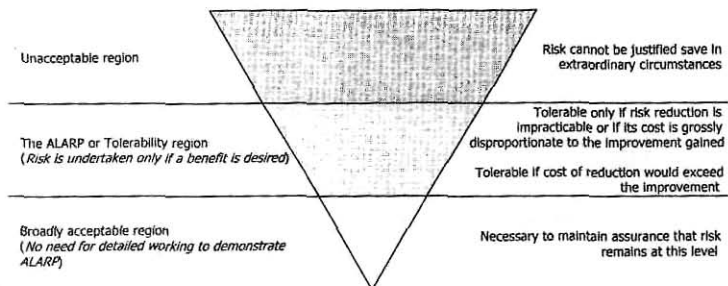 Unacceptable region
Risk cannot be justified save in
extraordinary circumstances
The ALARP or Tolerability region
(Risk is undertaken only if a benefit is desired)
Tolerable only if risk reduction is
impracticable or if its cost is grossly
disproportionate to the improvement gained
Tolerable if cost of reduction would exceed
the improvement
Broadly acceptable region
(No need for detailed working to demonstrate
ALARP)
Necessary to maintain assurance that risk
remains at this level